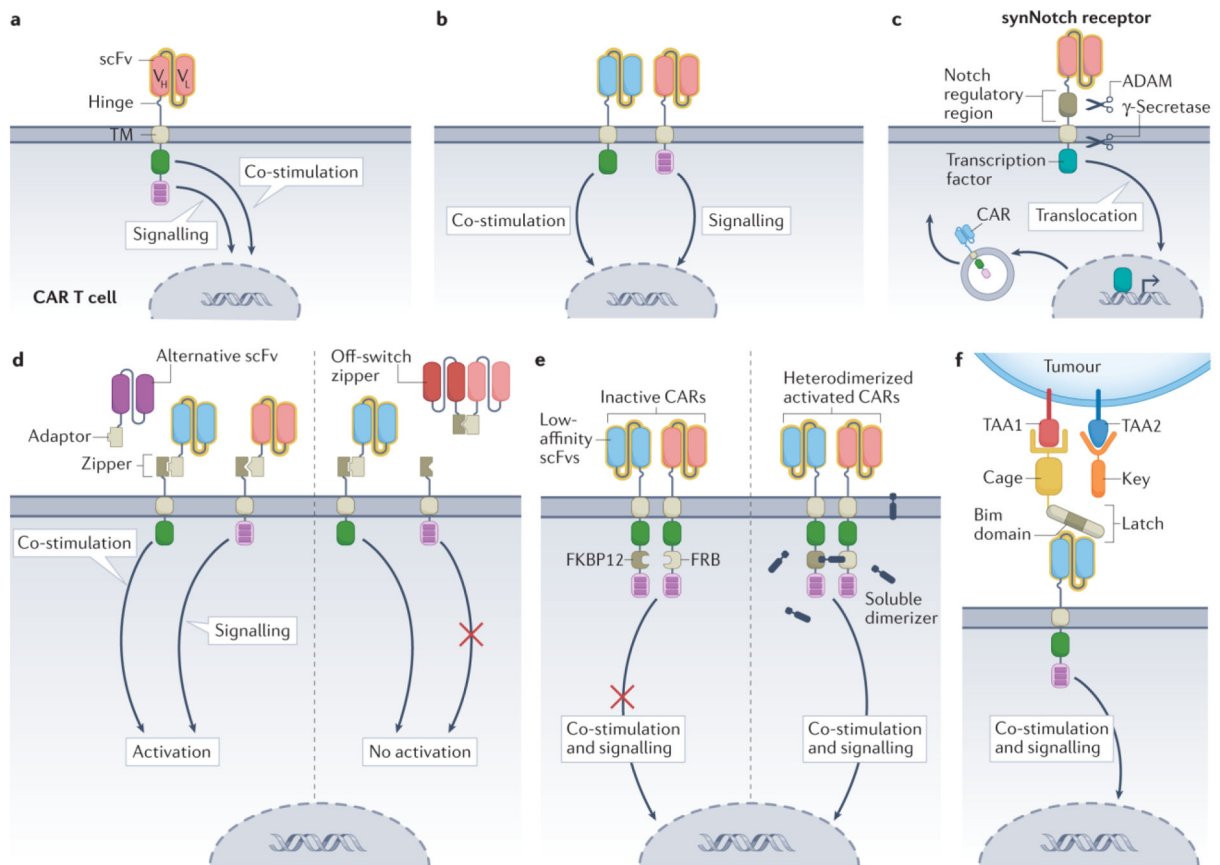 a
scFv
V_H V_L
Hinge
TM
Co-stimulation
Signalling
CAR T cell
b
Co-stimulation
Signalling
c
synNotch receptor
Notch
regulatory
region
ADAM
γ-Secretase
Transcription
factor
CAR
Translocation
d
Alternative scFv
Adaptor
Zipper
Co-stimulation
Signalling
Activation
Off-switch
zipper
No activation
e
Inactive CARs
Low-
affinity
scFvs
FKBP12
FRB
Co-stimulation
and signalling
Heterodimerized
activated CARs
Soluble
dimerizer
Co-stimulation
and signalling
f
Tumour
TAA1
TAA2
Cage
Key
Bim
domain
Latch
Co-stimulation
and signalling